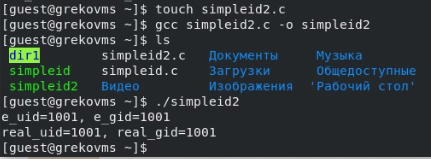 [guest@grekovms ~]$ touch simpleid2.c
[guest@grekovms ~]$ gcc simpleid2.c -o simpleid2
[guest@grekovms ~]$ ls
dir1 simpleid2.c Документы Музыка
simpleid simpleid.c Загрузки Общедоступные
simpleid2 Видео Изображения 'Рабочий стол'
[guest@grekovms ~]$ ./simpleid2
e_uid=1001, e_gid=1001
real_uid=1001, real_gid=1001
[guest@grekovms ~]$